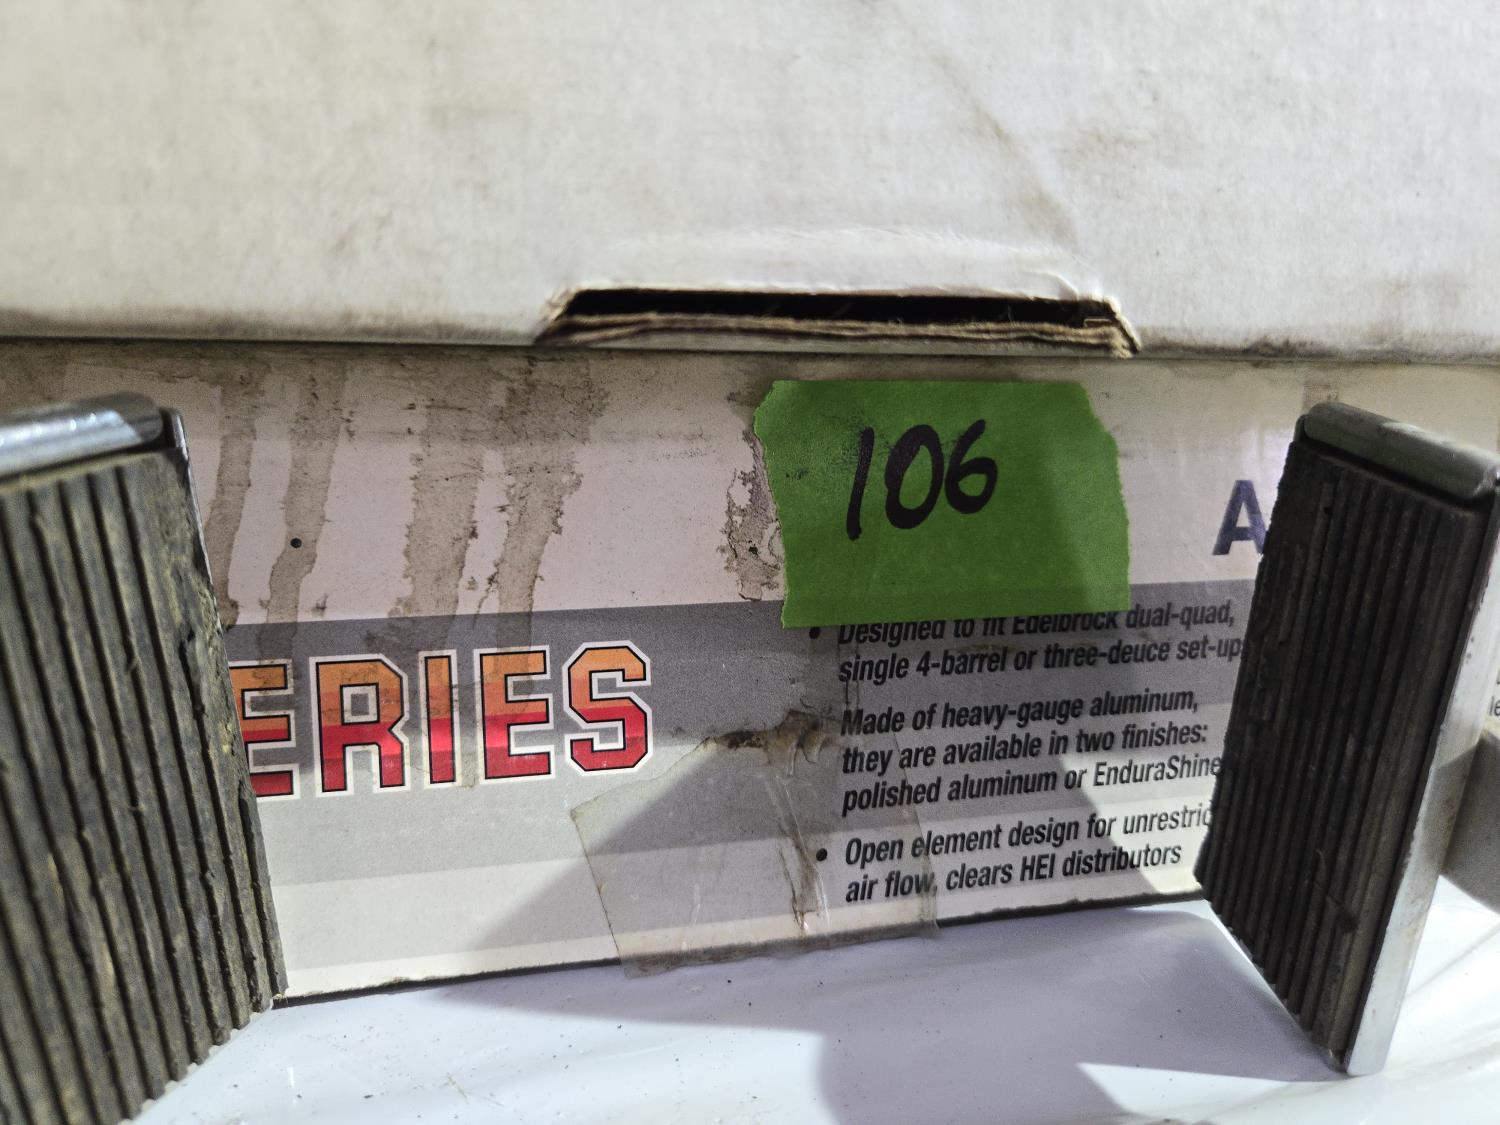 106
A
ERIES
• Designed to fit Edelbrock dual-quad,
single 4-barrel or three-deuce set-up
Made of heavy-gauge aluminum,
they are available in two finishes:
polished aluminum or EnduraShine
• Open element design for unrestric
air flow, clears HEI distributors